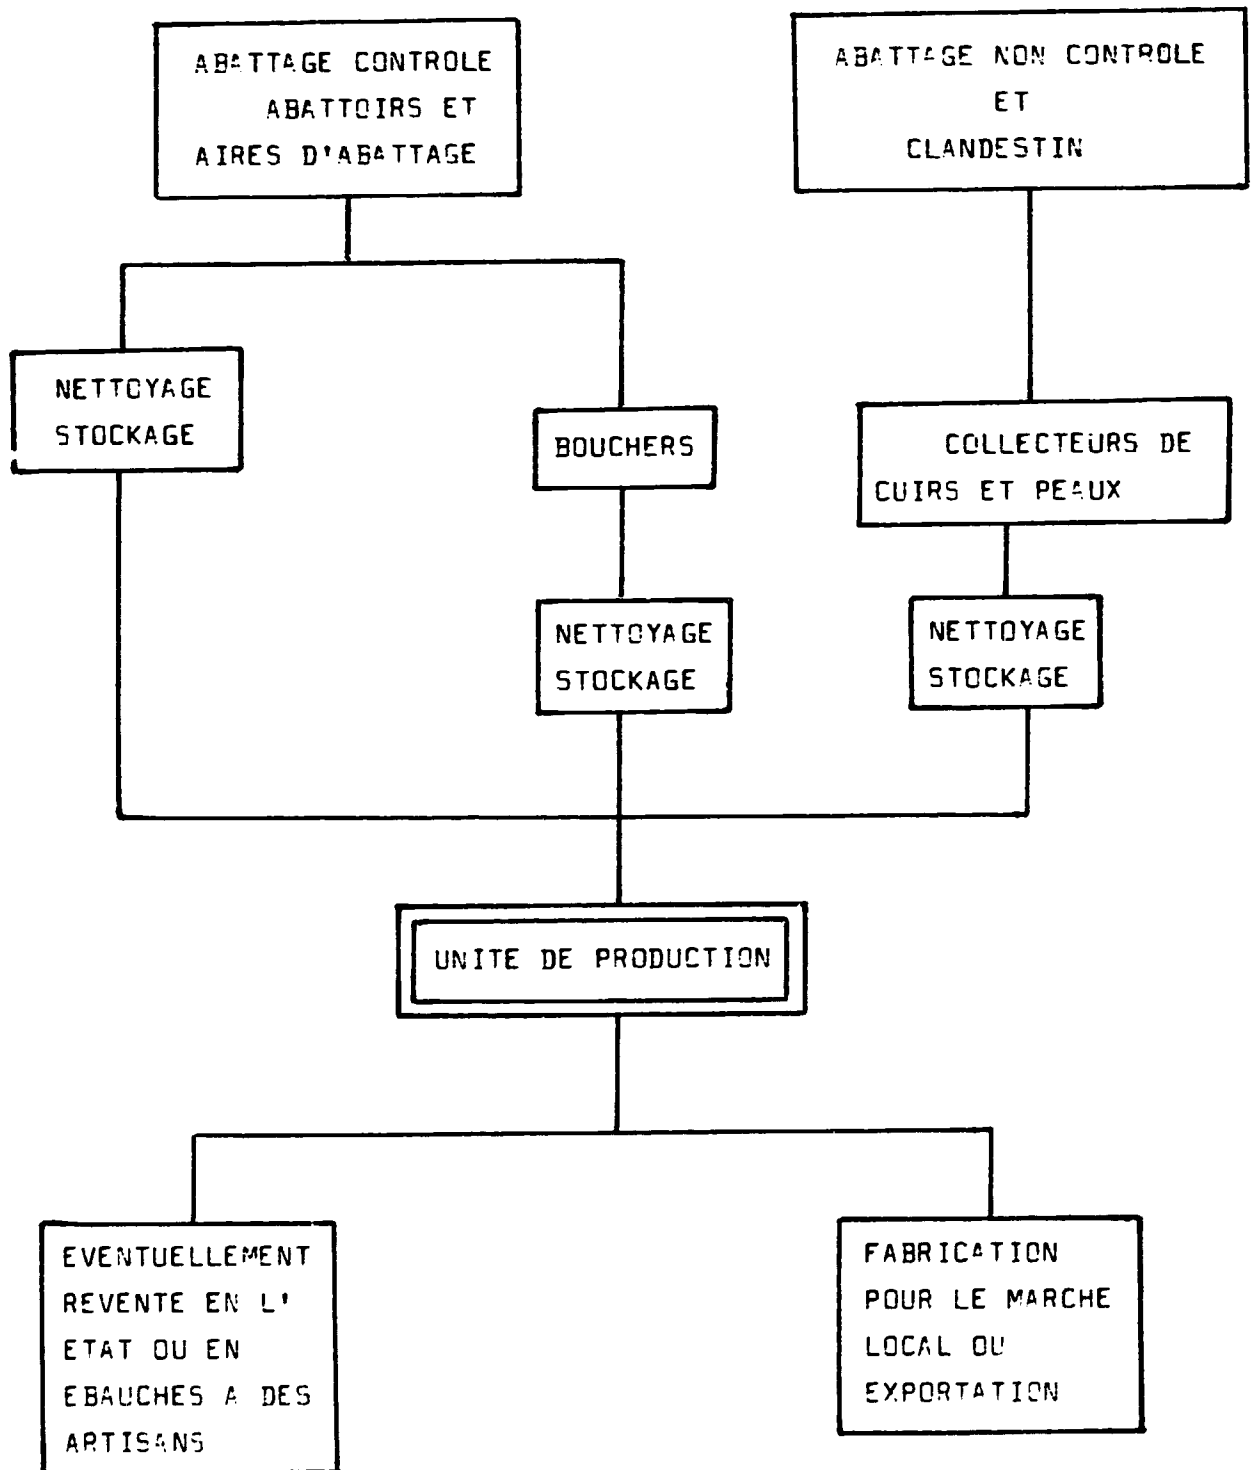 ABATTAGE CONTROLE
ABATTOIRS ET
AIRES D'ABATTAGE
ABATTAGE NON CONTROLE
ET
CLANDESTIN
NETTOYAGE
STOCKAGE
BOUCHERS
COLLECTEURS DE
CUIRS ET PEAUX
NETTOYAGE
STOCKAGE
NETTOYAGE
STOCKAGE
UNITE DE PRODUCTION
EVENTUELLEMENT
REVENTE EN L'
ETAT OU EN
EBAUCHES A DES
ARTISANS
FABRICATION
POUR LE MARCHE
LOCAL OU
EXPORTATION